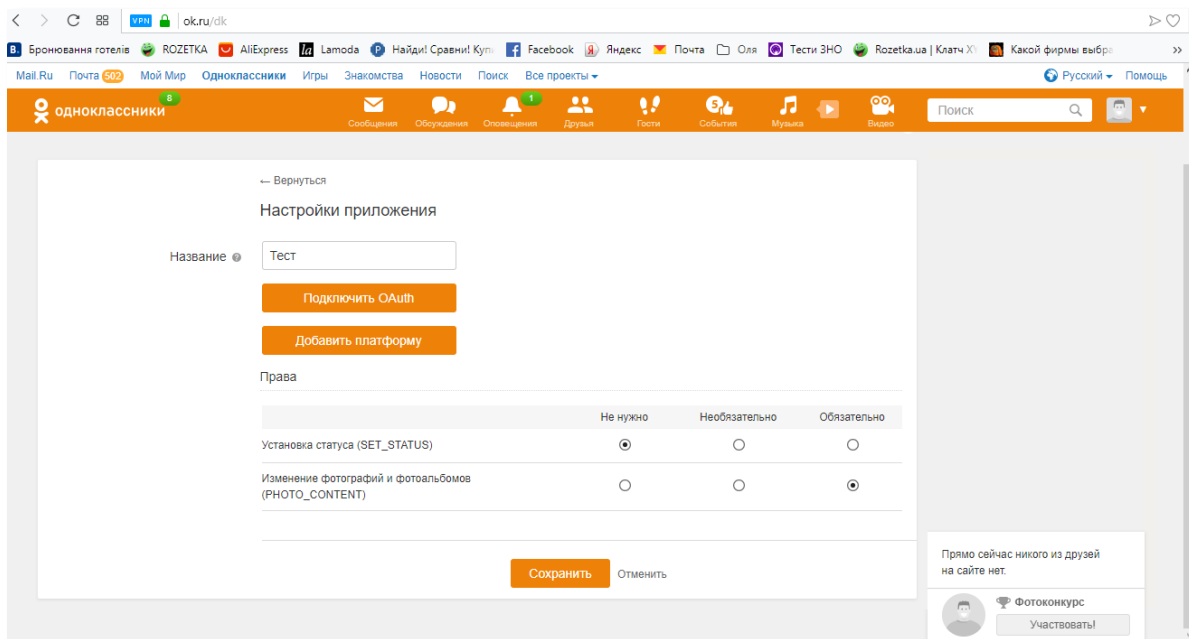 VPN ok.ru/dk
B. Бронювання готелів ROZETKA AliExpress la Lamoda P Найди! Сравни! Купи f Facebook Я Яндекс Почта Оля Тести ЗНО Rozetka.ua | Клатч Какой фирмы выбра »
Mail.Ru Почта 502 Мой Мир Одноклассники Игры Знакомства Новости Поиск Все проекты Русский Помощь
одноклассники 8 Сообщения Обсуждения Оповещения 1 Друзья Гости События 5 Музыка Видео Поиск
← Вернуться
Настройки приложения
Название ? Тест
Подключить OAuth
Добавить платформу
Права
Не нужно Необязательно Обязательно
Установка статуса (SET_STATUS)
Изменение фотографий и фотоальбомов
(PHOTO_CONTENT)
Сохранить Отменить
Прямо сейчас никого из друзей
на сайте нет.
Фотоконкурс
Участвовать!